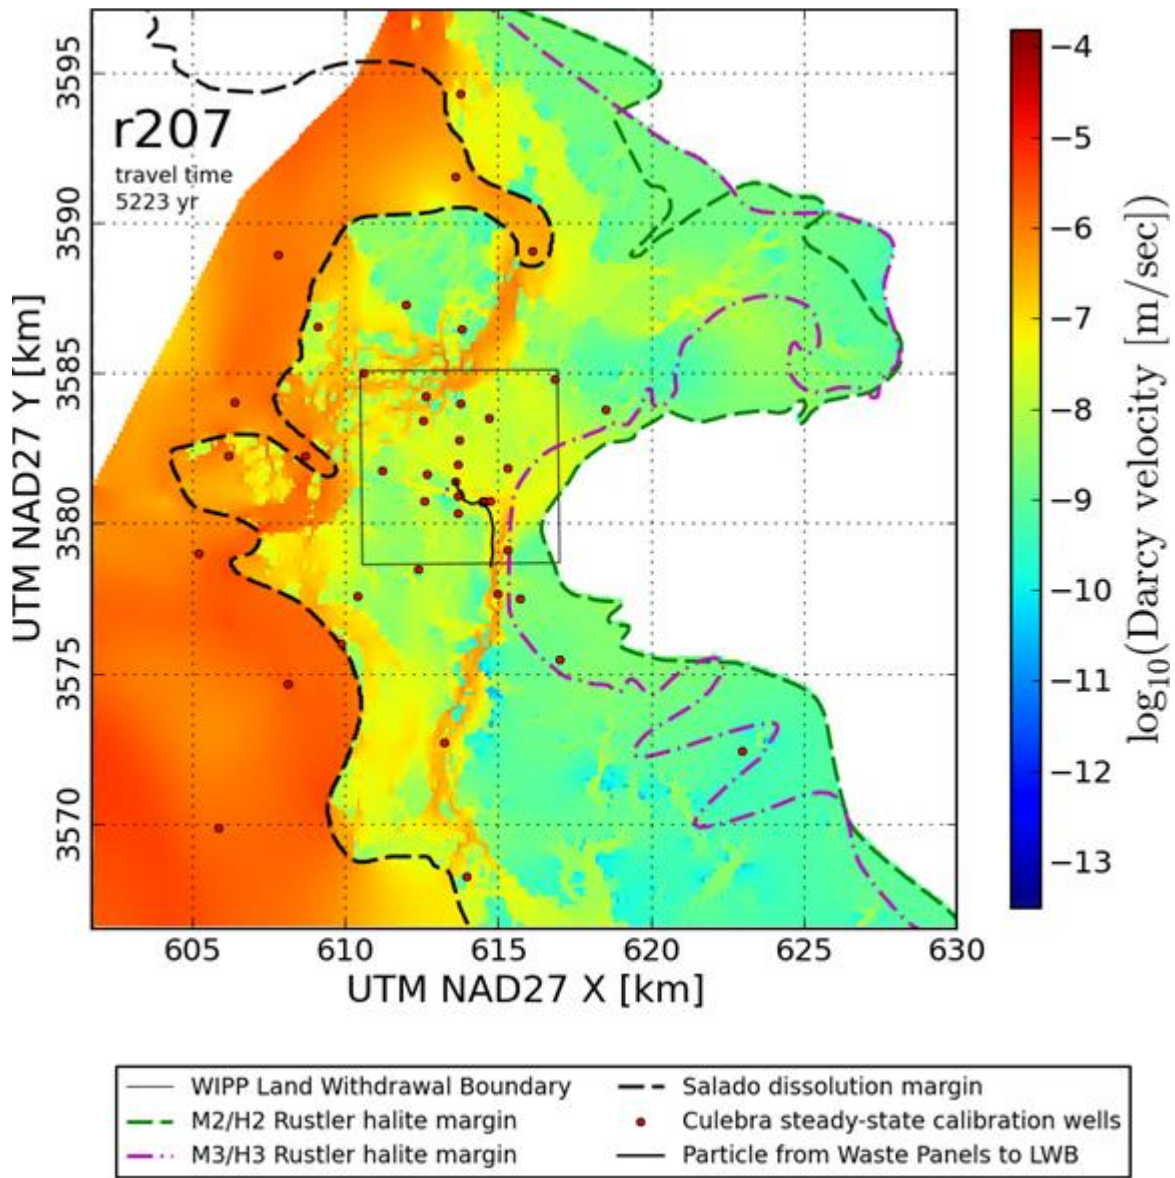 r207
travel time
5223 yr
3595
3590
3585
3580
3575
3570
UTM NAD27 Y [km]
605 610 615 620 625 630
UTM NAD27 X [km]
−4
−5
−6
−7
−8
−9
−10
−11
−12
−13
log10(Darcy velocity [m/sec])
WIPP Land Withdrawal Boundary
M2/H2 Rustler halite margin
M3/H3 Rustler halite margin
Salado dissolution margin
Culebra steady-state calibration wells
Particle from Waste Panels to LWB